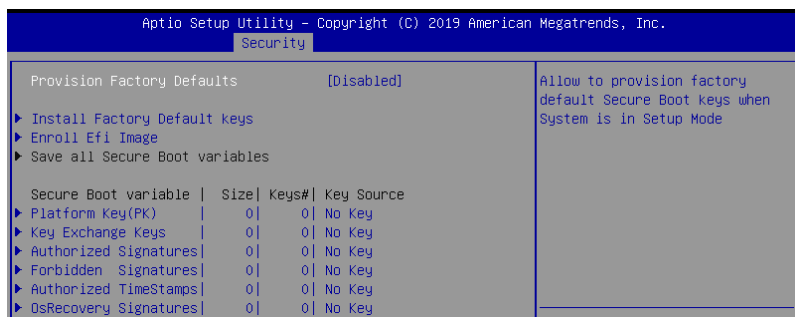 Aptio Setup Utility – Copyright (C) 2019 American Megatrends, Inc.
Security
Provision Factory Defaults [Disabled]
▶ Install Factory Default keys
▶ Enroll Efi Image
▶ Save all Secure Boot variables
Secure Boot variable | Size| Keys#| Key Source
▶ Platform Key(PK) | 0| 0| No Key
▶ Key Exchange Keys | 0| 0| No Key
▶ Authorized Signatures| 0| 0| No Key
▶ Forbidden Signatures| 0| 0| No Key
▶ Authorized TimeStamps| 0| 0| No Key
▶ OsRecovery Signatures| 0| 0| No Key
Allow to provision factory
default Secure Boot keys when
System is in Setup Mode